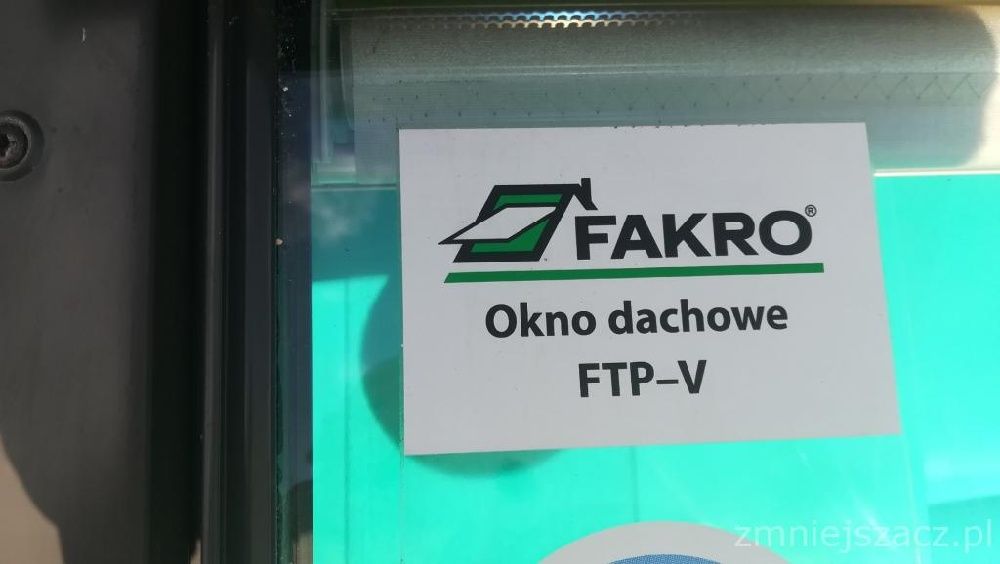 FAKRO®
Okno dachowe
FTP–V
zmniejszacz.pl